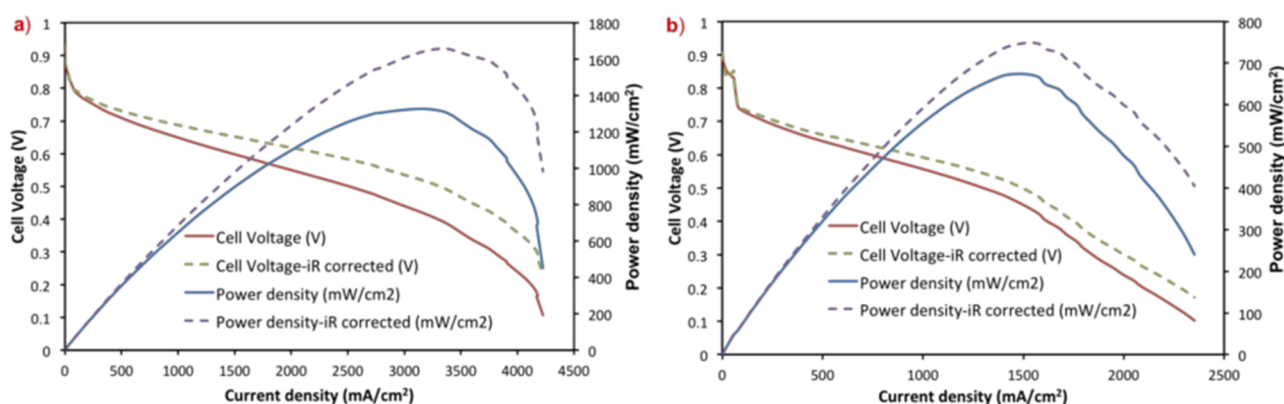 a)
1
0.9
0.8
0.7
0.6
0.5
0.4
0.3
0.2
0.1
0
Cell Voltage (V)
1800
1600
1400
1200
1000
800
600
400
200
0
Power density (mW/cm2)
Cell Voltage (V)
Cell Voltage-iR corrected (V)
Power density (mW/cm2)
Power density-iR corrected (mW/cm2)
0 500 1000 1500 2000 2500 3000 3500 4000 4500
Current density (mA/cm²)
b)
1
0.9
0.8
0.7
0.6
0.5
0.4
0.3
0.2
0.1
0
Cell Voltage (V)
800
700
600
500
400
300
200
100
0
Power density (mW/cm²)
Cell Voltage (V)
Cell Voltage-iR corrected (V)
Power density (mW/cm2)
Power density-iR corrected (mW/cm2)
0 500 1000 1500 2000 2500
Current density (mA/cm²)